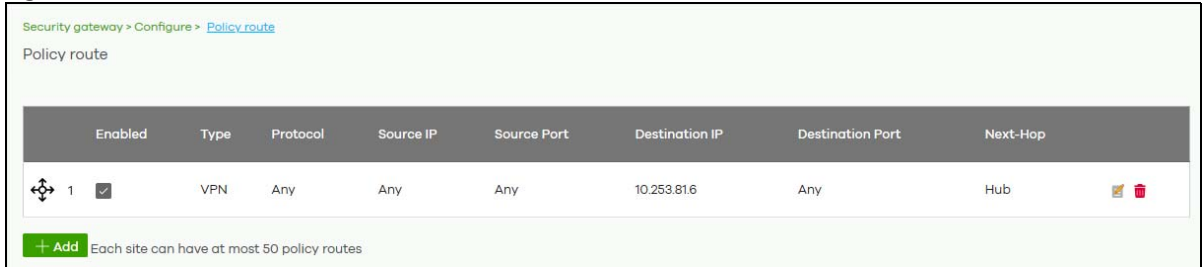 Security gateway > Configure > Policy route
Policy route
Enabled Type Protocol Source IP Source Port Destination IP Destination Port Next-Hop
1 VPN Any Any Any 10.253.81.6 Any Hub
+ Add Each site can have at most 50 policy routes